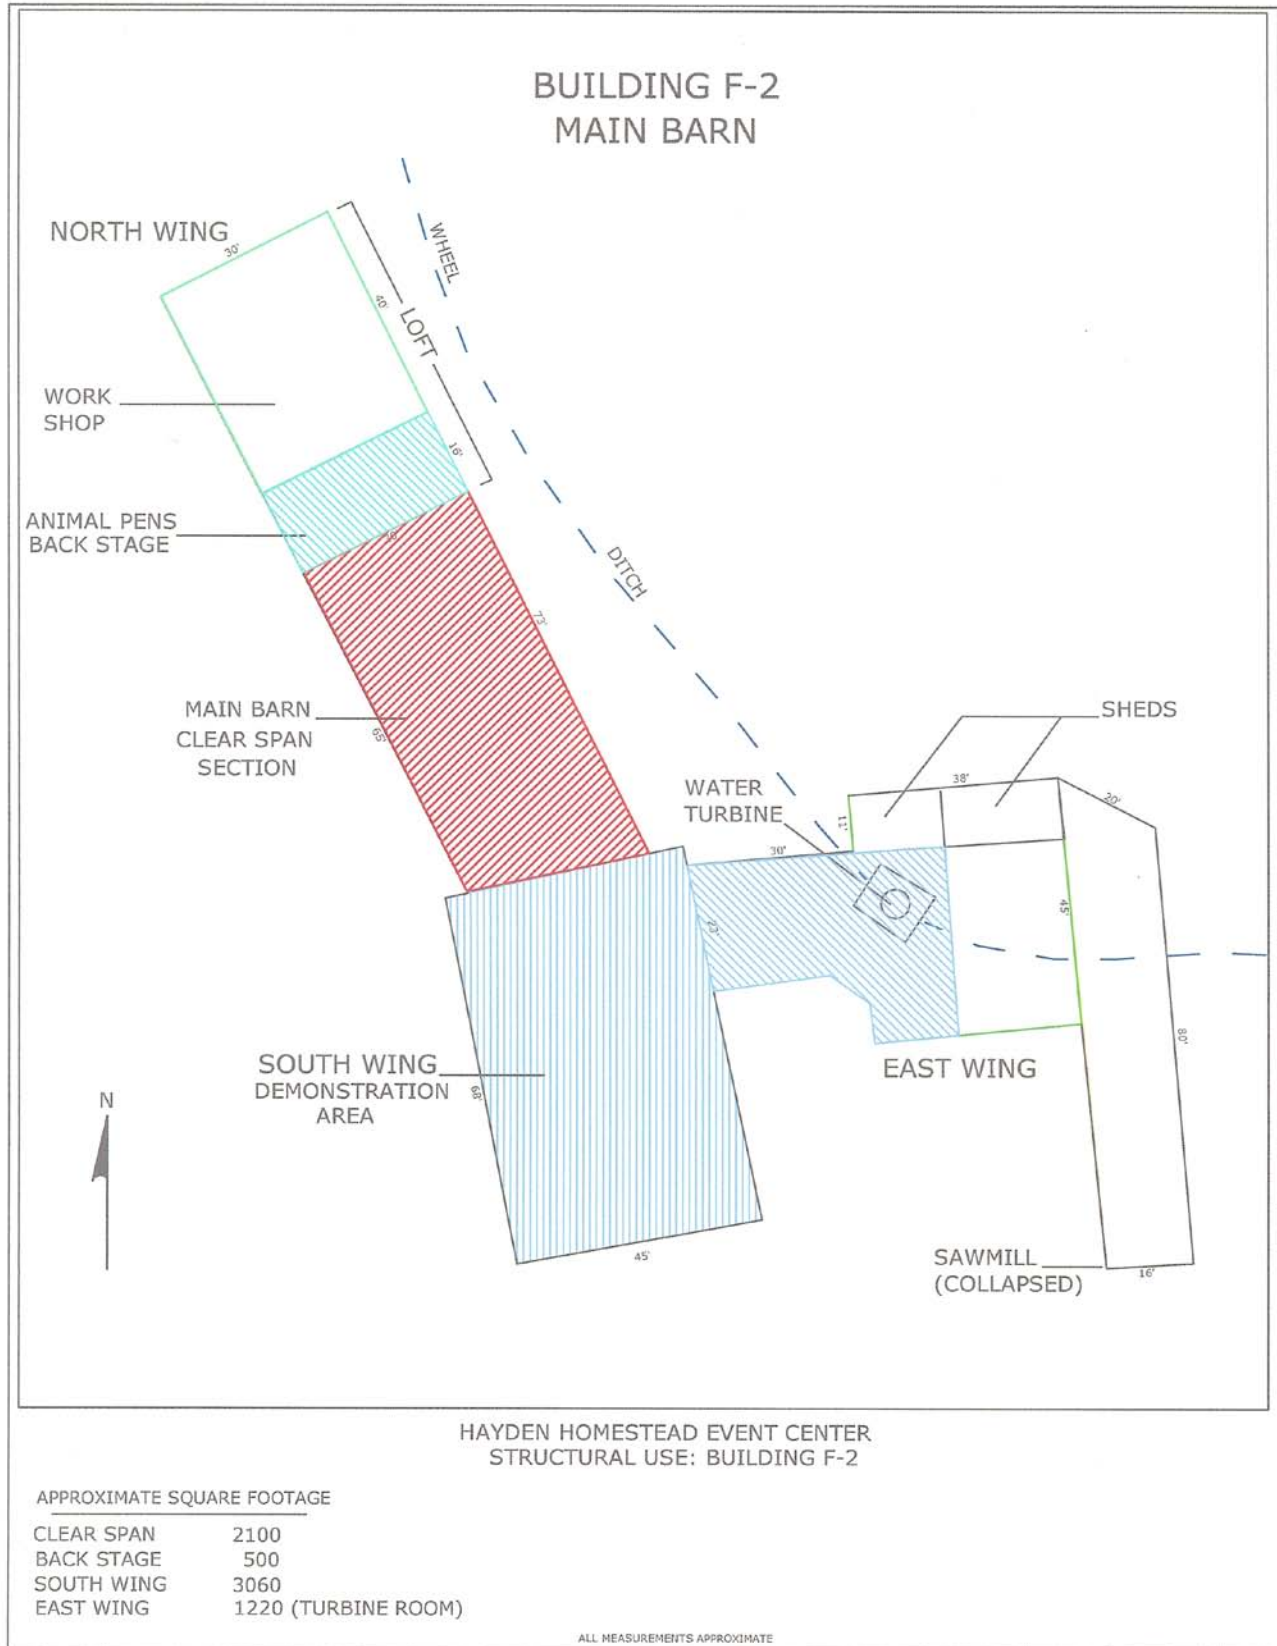 BUILDING F-2
MAIN BARN
NORTH WING
30'
WHEEL
40'
LOFT
WORK
SHOP
16'
ANIMAL PENS
BACK STAGE
DITCH
73'
MAIN BARN
CLEAR SPAN
SECTION
65'
SHEDS
WATER
TURBINE
38'
20'
11'
30'
45'
23'
80'
SOUTH WING
DEMONSTRATION
AREA
68'
EAST WING
N
45'
SAWMILL
(COLLAPSED)
16'
HAYDEN HOMESTEAD EVENT CENTER
STRUCTURAL USE: BUILDING F-2
APPROXIMATE SQUARE FOOTAGE
CLEAR SPAN 2100
BACK STAGE 500
SOUTH WING 3060
EAST WING 1220 (TURBINE ROOM)
ALL MEASUREMENTS APPROXIMATE